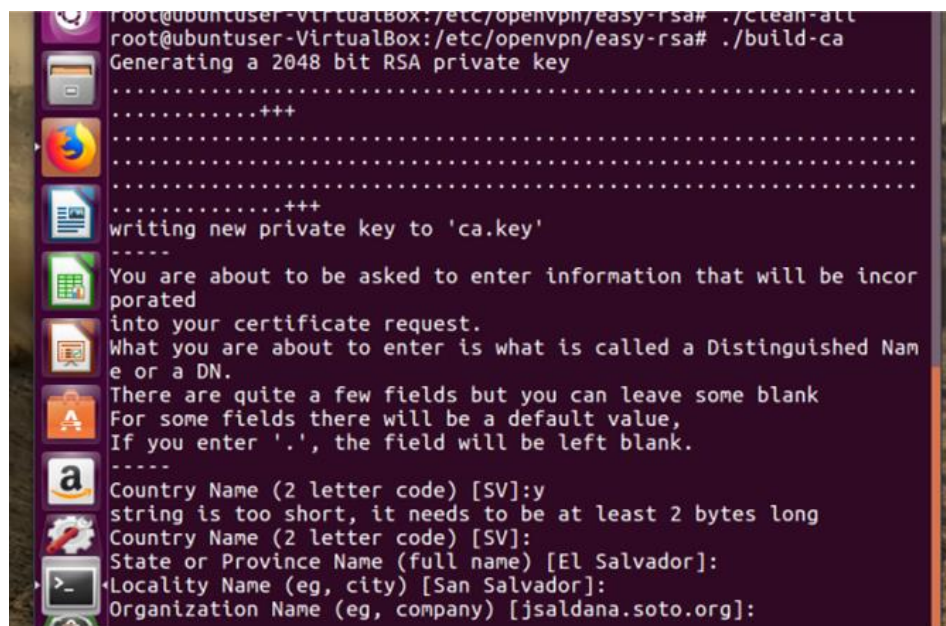 root@ubuntuser-VirtualBox:/etc/openvpn/easy-rsa# ./clean-all
root@ubuntuser-VirtualBox:/etc/openvpn/easy-rsa# ./build-ca
Generating a 2048 bit RSA private key
.................................................................
............+++
.................................................................
.................................................................
.................................................................
..............+++
writing new private key to 'ca.key'
-----
You are about to be asked to enter information that will be incor
porated
into your certificate request.
What you are about to enter is what is called a Distinguished Nam
e or a DN.
There are quite a few fields but you can leave some blank
For some fields there will be a default value,
If you enter '.', the field will be left blank.
-----
Country Name (2 letter code) [SV]:y
string is too short, it needs to be at least 2 bytes long
Country Name (2 letter code) [SV]:
State or Province Name (full name) [El Salvador]:
Locality Name (eg, city) [San Salvador]:
Organization Name (eg, company) [jsaldana.soto.org]: